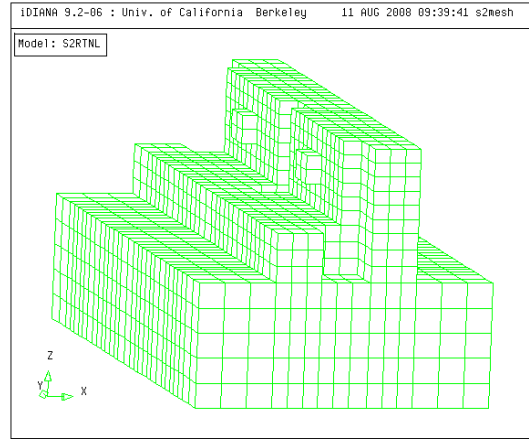 iDIANA 9.2-06 : Univ. of California Berkeley 11 AUG 2008 09:39:41 s2mesh
Model: S2RTNL
Z
Y
X